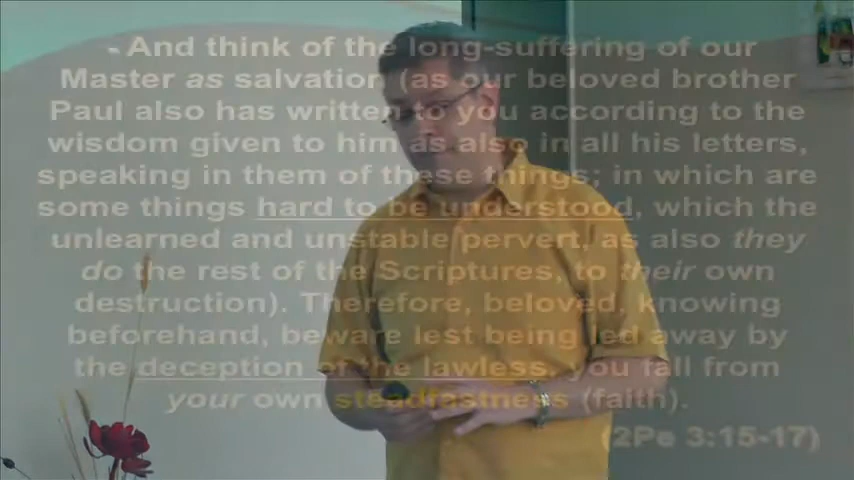 - And think of the long-suffering of our
Master as salvation (as our beloved brother
Paul also has written to you according to the
wisdom given to him as also in all his letters,
speaking in them of these things; in which are
some things hard to be understood, which the
unlearned and unstable pervert, as also they
do the rest of the Scriptures, to their own
destruction). Therefore, beloved, knowing
beforehand, beware lest being led away by
the deception of the lawless, you fall from
your own steadfastness (faith).
(2Pe 3:15-17)